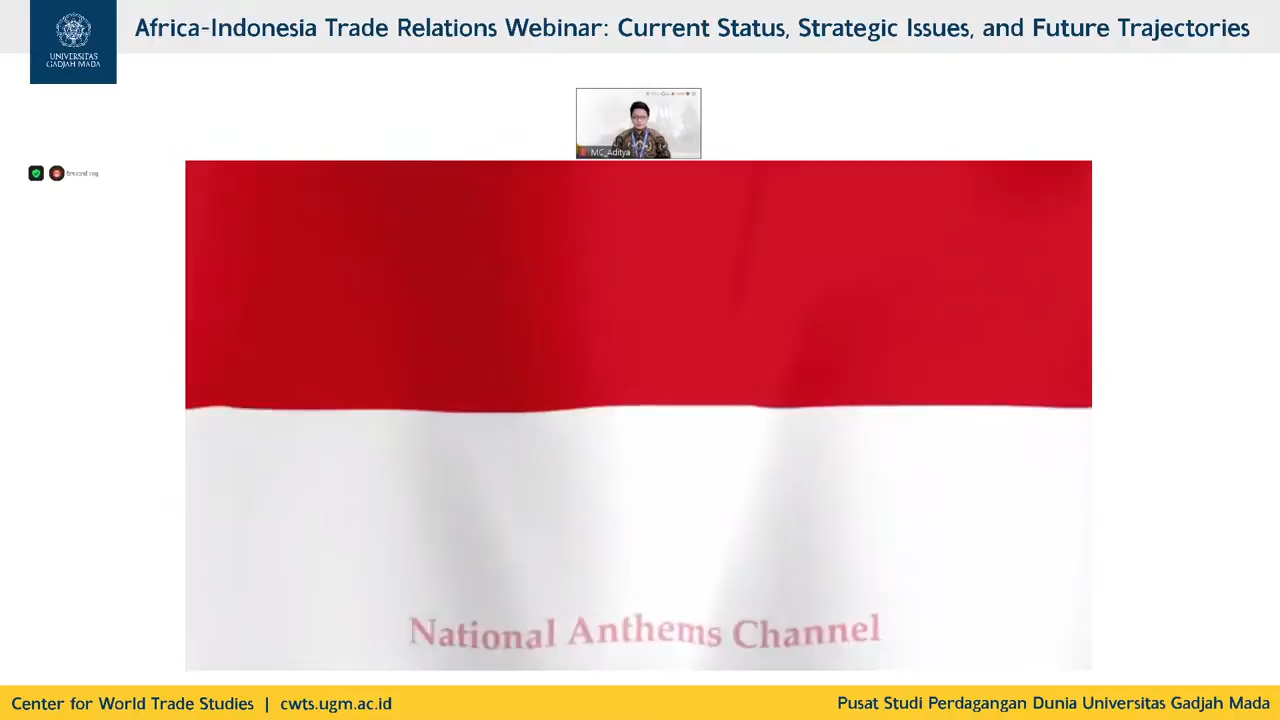 Africa-Indonesia Trade Relations Webinar: Current Status, Strategic Issues, and Future Trajectories
UNIVERSITAS
GADJAH MADA
MC_Aditya
National Anthems Channel
Center for World Trade Studies | cwts.ugm.ac.id
Pusat Studi Perdagangan Dunia Universitas Gadjah Mada